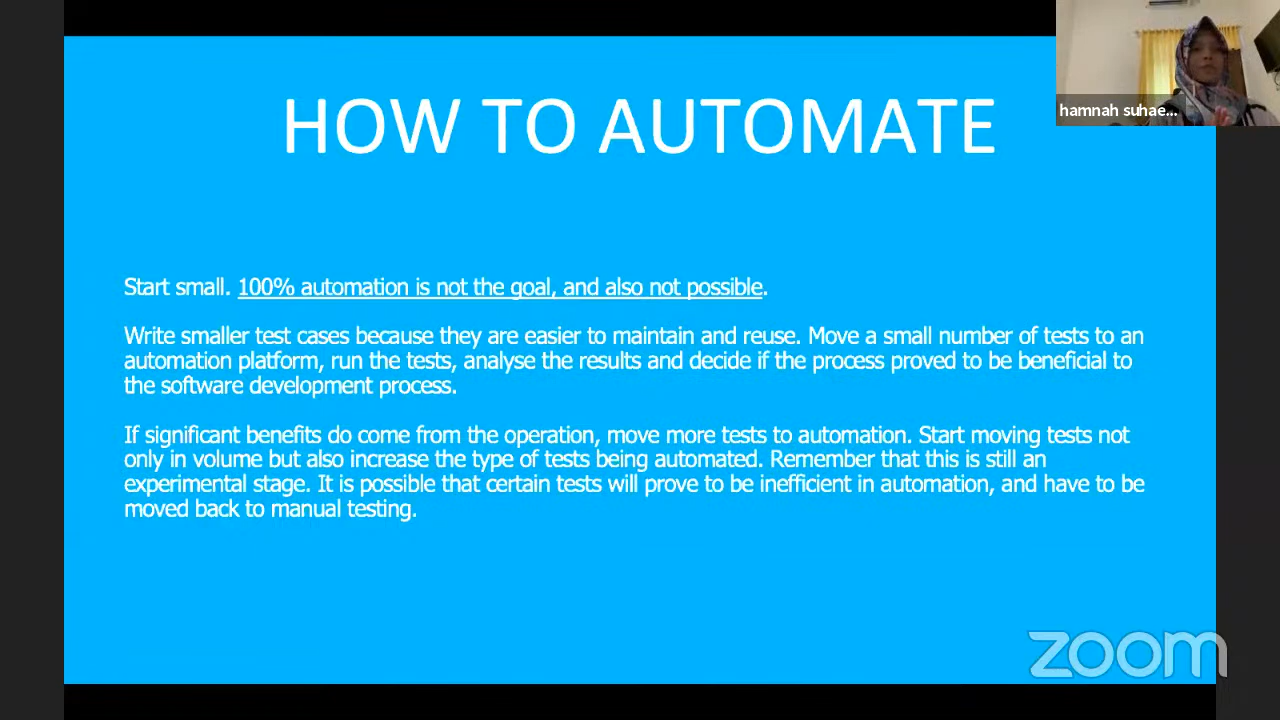 HOW TO AUTOMATE
hamnah suhae...
Start small. 100% automation is not the goal, and also not possible.
Write smaller test cases because they are easier to maintain and reuse. Move a small number of tests to an
automation platform, run the tests, analyse the results and decide if the process proved to be beneficial to
the software development process.
If significant benefits do come from the operation, move more tests to automation. Start moving tests not
only in volume but also increase the type of tests being automated. Remember that this is still an
experimental stage. It is possible that certain tests will prove to be inefficient in automation, and have to be
moved back to manual testing.
zoom